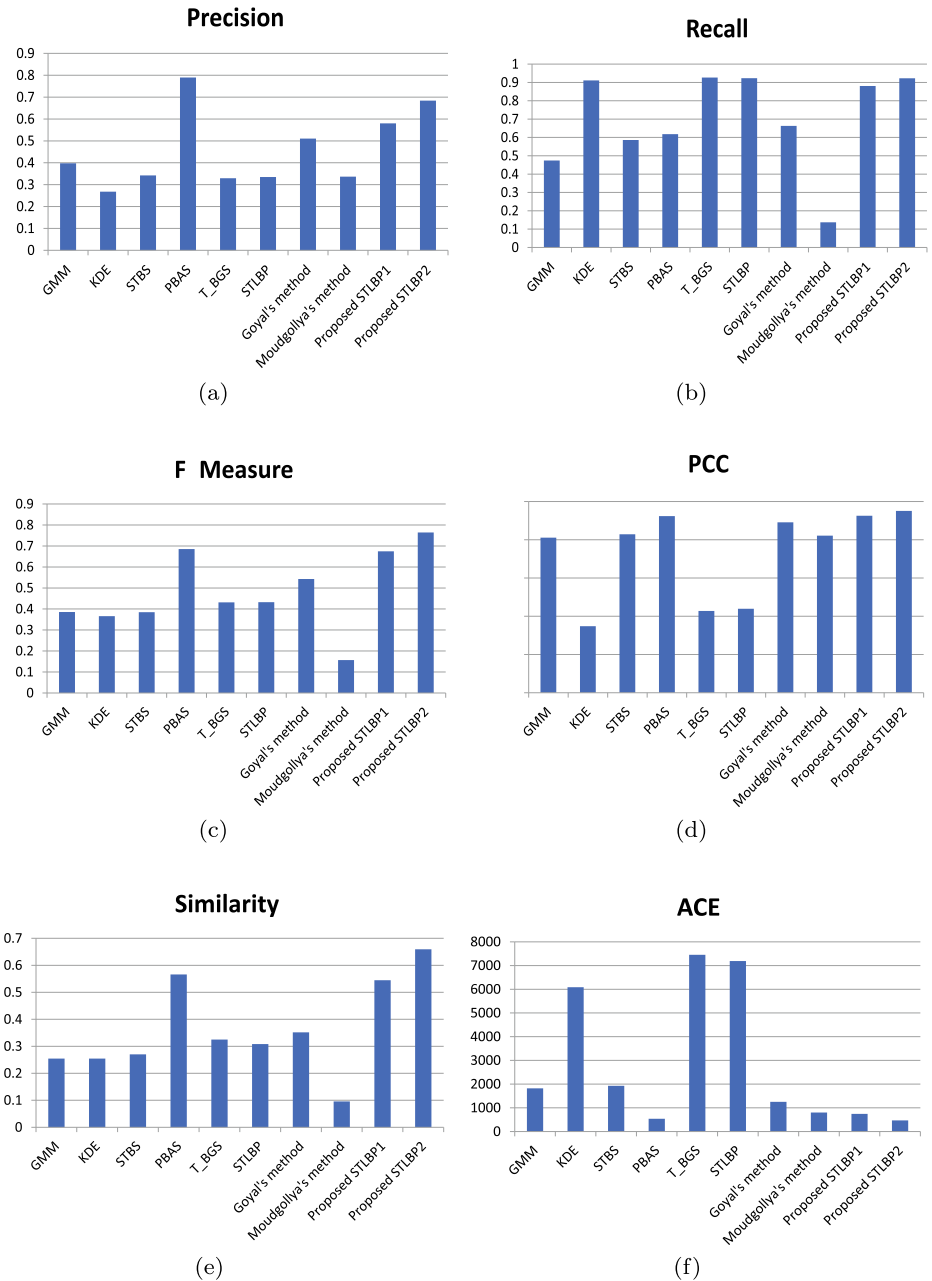 Precision
0.9
0.8
0.7
0.6
0.5
0.4
0.3
0.2
0.1
0
GMM
KDE
STBS
PBAS
T_BGS
STLBP
Goyal's method
Moudgollya's method
Proposed STLBP1
Proposed STLBP2
(a)
Recall
1
0.9
0.8
0.7
0.6
0.5
0.4
0.3
0.2
0.1
0
GMM
KDE
STBS
PBAS
T_BGS
STLBP
Goyal's method
Moudgollya's method
Proposed STLBP1
Proposed STLBP2
(b)
F Measure
0.9
0.8
0.7
0.6
0.5
0.4
0.3
0.2
0.1
0
GMM
KDE
STBS
PBAS
T_BGS
STLBP
Goyal's method
Moudgollya's method
Proposed STLBP1
Proposed STLBP2
(c)
PCC
GMM
KDE
STBS
PBAS
T_BGS
STLBP
Goyal's method
Moudgollya's method
Proposed STLBP1
Proposed STLBP2
(d)
Similarity
0.7
0.6
0.5
0.4
0.3
0.2
0.1
0
GMM
KDE
STBS
PBAS
T_BGS
STLBP
Goyal's method
Moudgollya's method
Proposed STLBP1
Proposed STLBP2
(e)
ACE
8000
7000
6000
5000
4000
3000
2000
1000
0
GMM
KDE
STBS
PBAS
T_BGS
STLBP
Goyal's method
Moudgollya's method
Proposed STLBP1
Proposed STLBP2
(f)